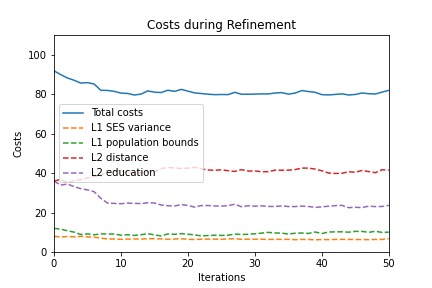 Costs during Refinement
Costs
100
80
60
40
20
0
Total costs
L1 SES variance
L1 population bounds
L2 distance
L2 education
0 10 20 30 40 50
Iterations